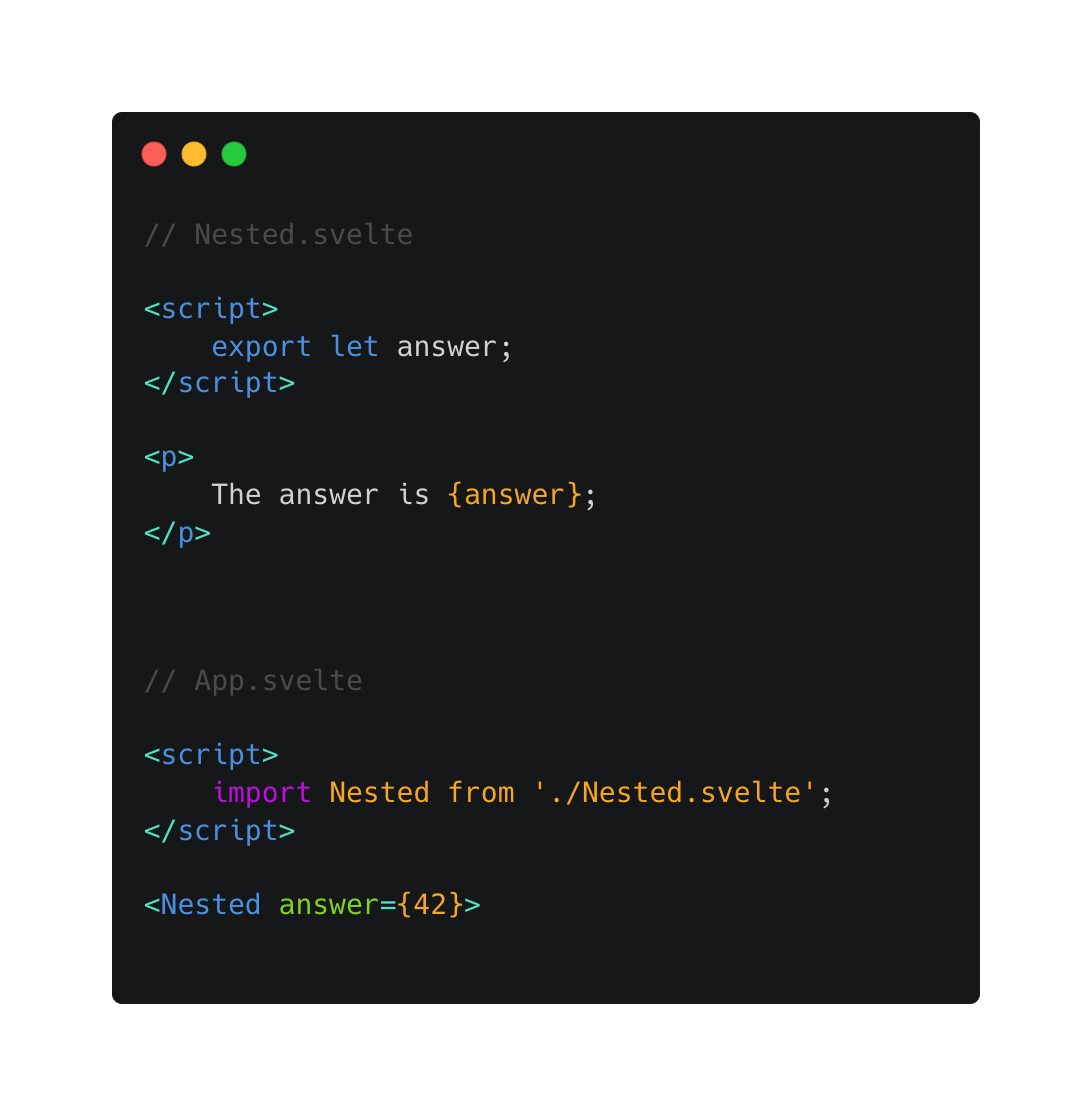 // Nested.svelte
<script>
    export let answer;
</script>
<p>
    The answer is {answer};
</p>
// App.svelte
<script>
    import Nested from './Nested.svelte';
</script>
<Nested answer={42}>